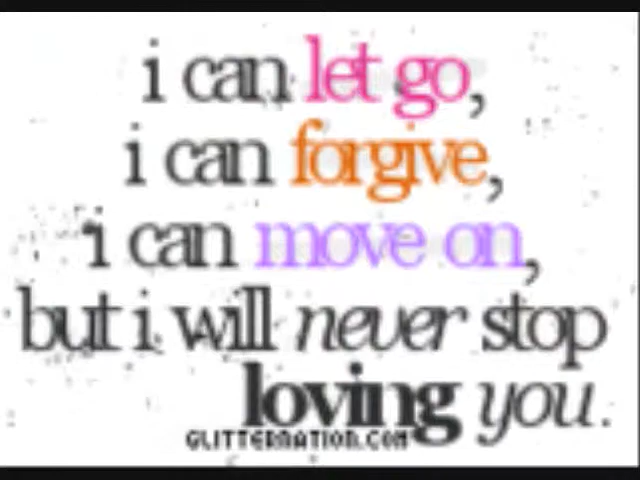 i can let go,
i can forgive,
i can move on,
but i will never stop
loving you.
GLITTERNATION.COM